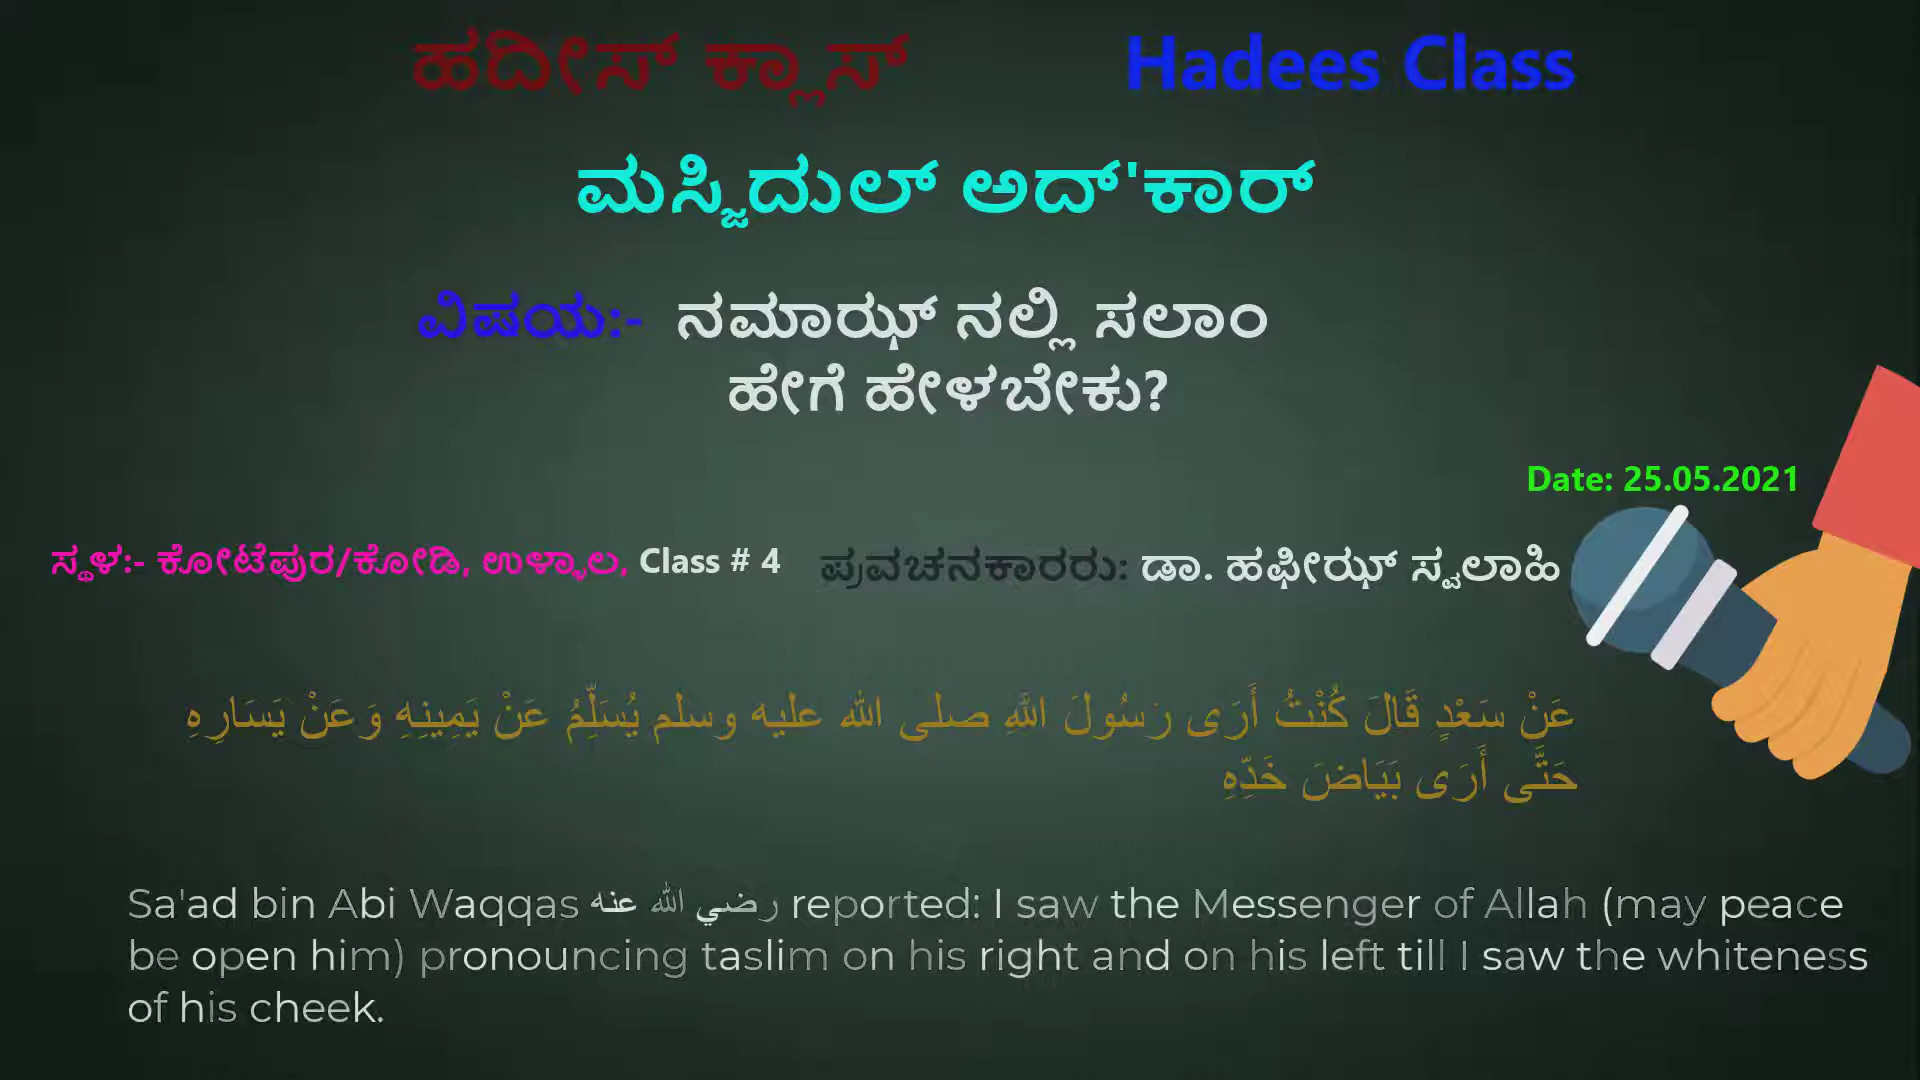 ಹದೀಸ್ ಕ್ಲಾಸ್ Hadees Class
ಮಸ್ಜಿದುಲ್ ಅದ್'ಕಾರ್
ವಿಷಯ:- ನಮಾಝ್ ನಲ್ಲಿ ಸಲಾಂ
ಹೇಗೆ ಹೇಳಬೇಕು?
Date: 25.05.2021
ಸ್ಥಳ:- ಕೋಟೆಪುರ/ಕೋಡಿ, ಉಳ್ಳಾಲ, Class # 4 ಪ್ರವಚನಕಾರರು: ಡಾ. ಹಫೀಝ್ ಸ್ವಲಾಹಿ
عَنْ سَعْدٍ قَالَ كُنْتُ أَرَى رَسُولَ اللَّهِ صلى الله عليه وسلم يُسَلِّمُ عَنْ يَمِينِهِ وَعَنْ يَسَارِهِ
حَتَّى أَرَى بَيَاضَ خَدِّهِ
Sa'ad bin Abi Waqqas رضي الله عنه reported: I saw the Messenger of Allah (may peace
be open him) pronouncing taslim on his right and on his left till I saw the whiteness
of his cheek.